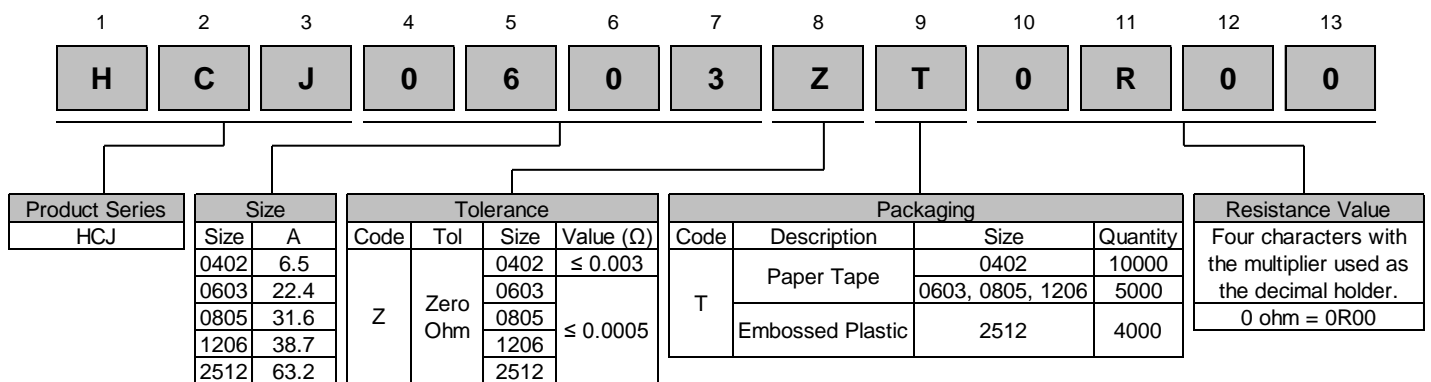 1 2 3 4 5 6 7 8 9 10 11 12 13
H C J 0 6 0 3 Z T 0 R 0 0
Product Series
HCJ
Size
Size A
0402 6.5
0603 22.4
0805 31.6
1206 38.7
2512 63.2
Tolerance
Code Tol Size Value (Ω)
Z Zero Ohm 0402 ≤ 0.003
0603
0805
1206
2512
≤ 0.0005
Packaging
Code Description Size Quantity
T Paper Tape 0402 10000
0603, 0805, 1206 5000
Embossed Plastic 2512 4000
Resistance Value
Four characters with
the multiplier used as
the decimal holder.
0 ohm = 0R00